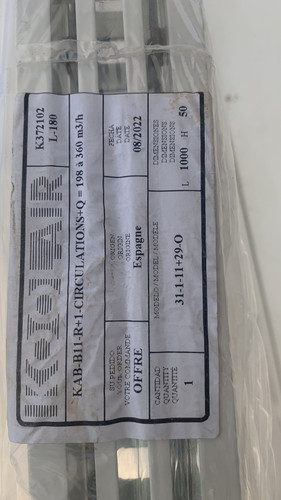 KOOLAIR
K372102
L-180
KAB-B11-R+1-CIRCULATIONS+Q = 198 à 360 m3/h
SU PEDIDO
YOUR ORDER
VOTRE COMMANDE
OFFRE
ORIGEN
ORIGIN
ORIGINE
Espagne
FECHA
DATE
DATE
08/2022
CANTIDAD
QUANTITY
QUANTITE
1
MODELO / MODEL / MODÈLE
31-1-11+29-O
DIMENSIONES
DIMENSIONS
DIMENSIONS
L 1000 H 50